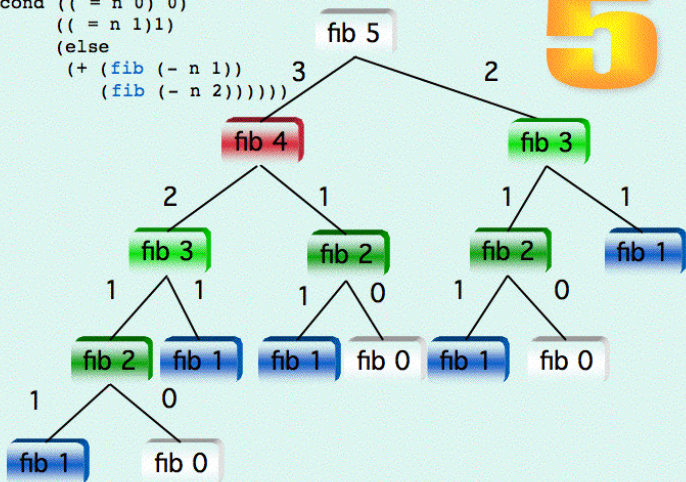 cond (( = n 0) 0)
(( = n 1)1)
(else
(+ (fib (- n 1))
(fib (- n 2))))))
5
fib 5
3 2
fib 4 fib 3
2 1 1 1
fib 3 fib 2 fib 2 fib 1
1 1 1 0 1 0
fib 2 fib 1 fib 1 fib 0 fib 1 fib 0
1 0
fib 1 fib 0